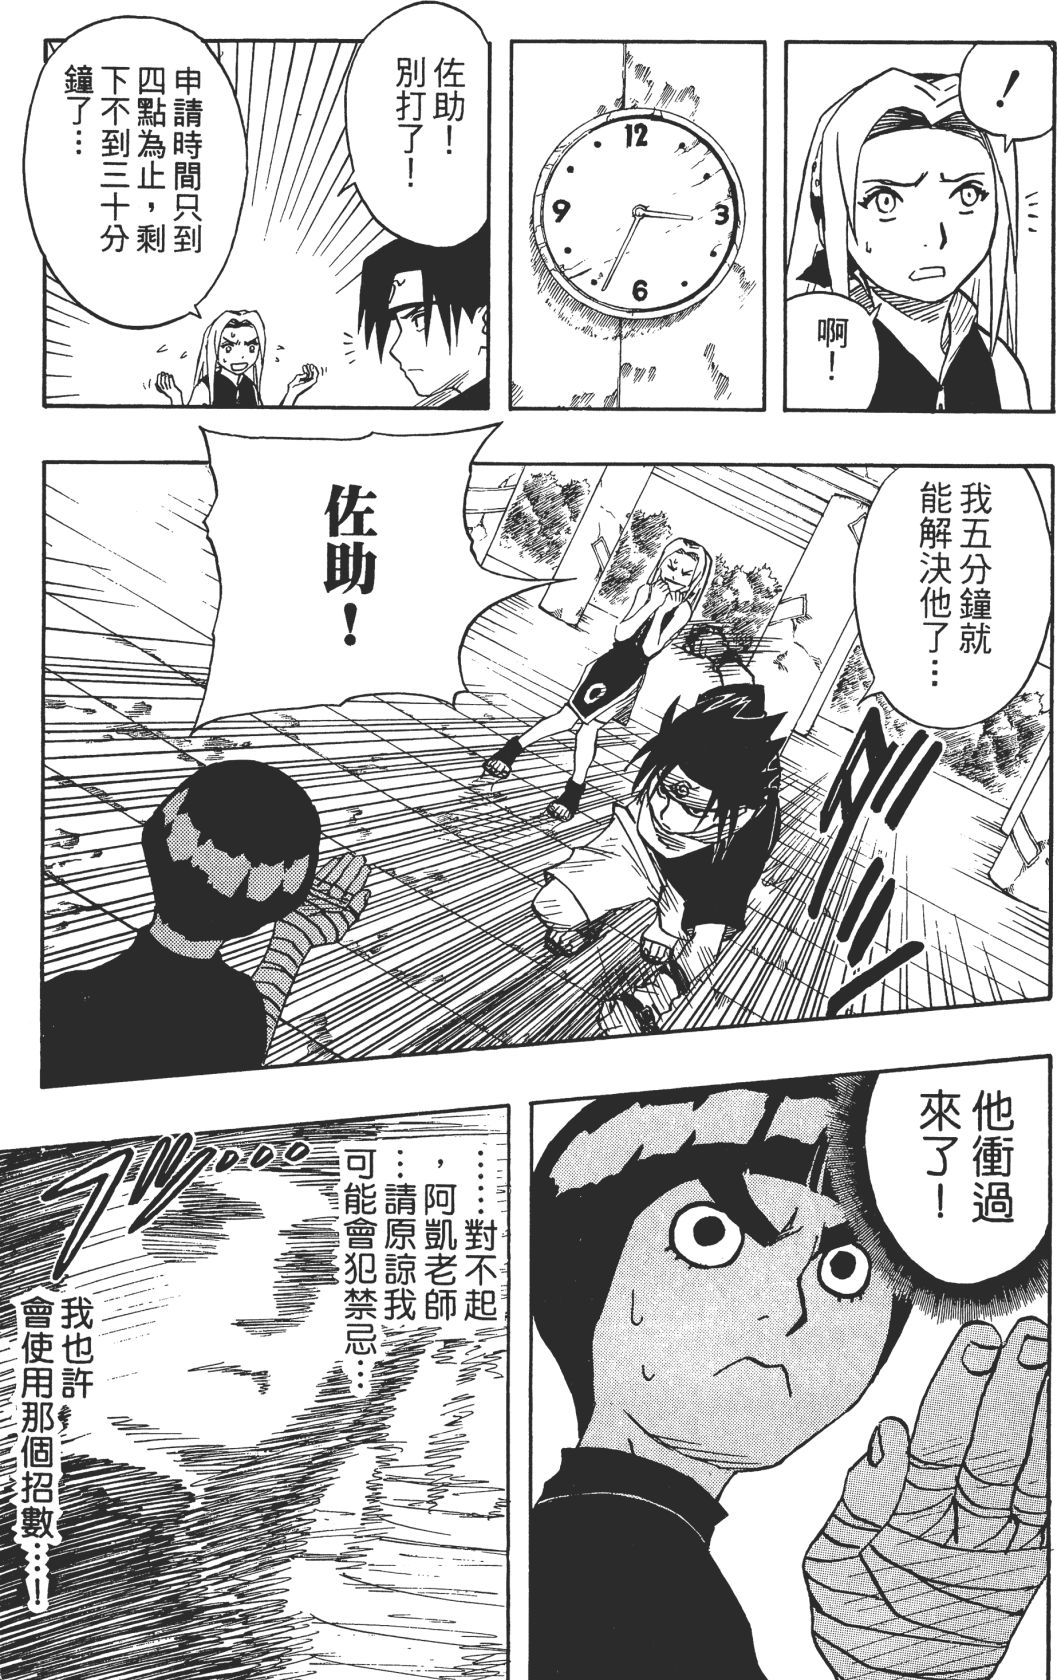 ！
啊！
12
3
6
9
佐助！
別打了！
申請時間只到
四點為止，剩
下不到三十分
鐘了…
我五分鐘就
能解決他了…
佐助！
他衝過
來了！
……對不起
，阿凱老師
…請原諒我
可能會犯禁忌…
我也許
會使用那個招數…！